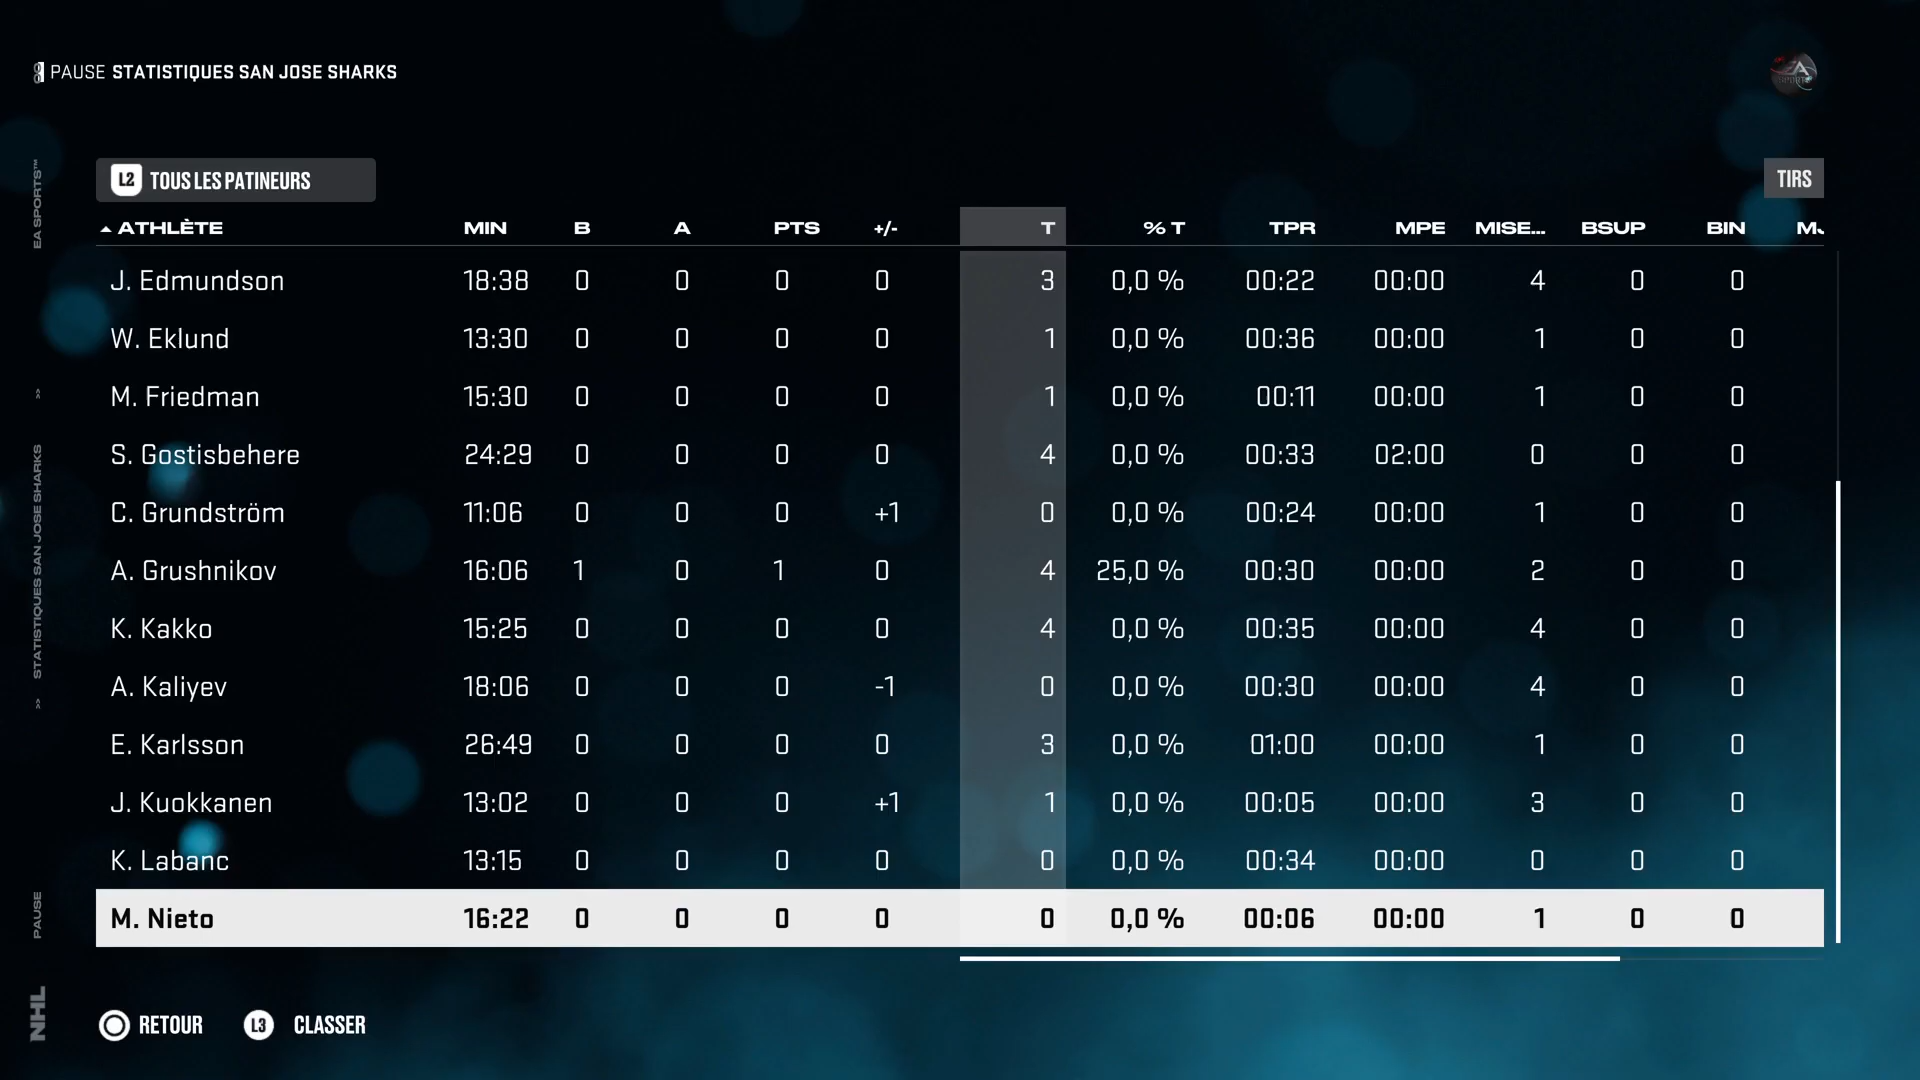 PAUSE STATISTIQUES SAN JOSE SHARKS
L2 TOUS LES PATINEURS
TIRS
ATHLÈTE MIN B A PTS +/- T % T TPR MPE MISE... BSUP BIN
J. Edmundson 18:38 0 0 0 0 3 0,0 % 00:22 00:00 4 0 0
W. Eklund 13:30 0 0 0 0 1 0,0 % 00:36 00:00 1 0 0
M. Friedman 15:30 0 0 0 0 1 0,0 % 00:11 00:00 1 0 0
S. Gostisbehere 24:29 0 0 0 0 4 0,0 % 00:33 02:00 0 0 0
C. Grundström 11:06 0 0 0 +1 0 0,0 % 00:24 00:00 1 0 0
A. Grushnikov 16:06 1 0 1 0 4 25,0 % 00:30 00:00 2 0 0
K. Kakko 15:25 0 0 0 0 4 0,0 % 00:35 00:00 4 0 0
A. Kaliyev 18:06 0 0 0 -1 0 0,0 % 00:30 00:00 4 0 0
E. Karlsson 26:49 0 0 0 0 3 0,0 % 01:00 00:00 1 0 0
J. Kuokkanen 13:02 0 0 0 +1 1 0,0 % 00:05 00:00 3 0 0
K. Labanc 13:15 0 0 0 0 0 0,0 % 00:34 00:00 0 0 0
M. Nieto 16:22 0 0 0 0 0 0,0 % 00:06 00:00 1 0 0
RETOUR L3 CLASSER
EA SPORTS™
STATISTIQUES SAN JOSE SHARKS
PAUSE
NHL